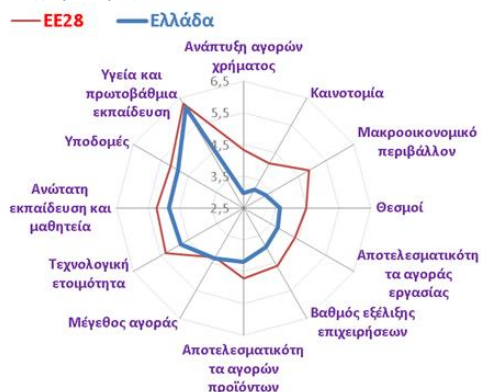 ΕΕ28 Ελλάδα
Ανάπτυξη αγορών
χρήματος
Καινοτομία
Μακροοικονομικό
περιβάλλον
Θεσμοί
Αποτελεσματικότη
τα αγοράς
εργασίας
Βαθμός εξέλιξης
επιχειρήσεων
Αποτελεσματικότη
τα αγορών
προϊόντων
Μέγεθος αγοράς
Τεχνολογική
ετοιμότητα
Ανώτατη
εκπαίδευση και
μαθητεία
Υποδομές
Υγεία και
πρωτοβάθμια
εκπαίδευση
6,5
5,5
4,5
3,5
2,5